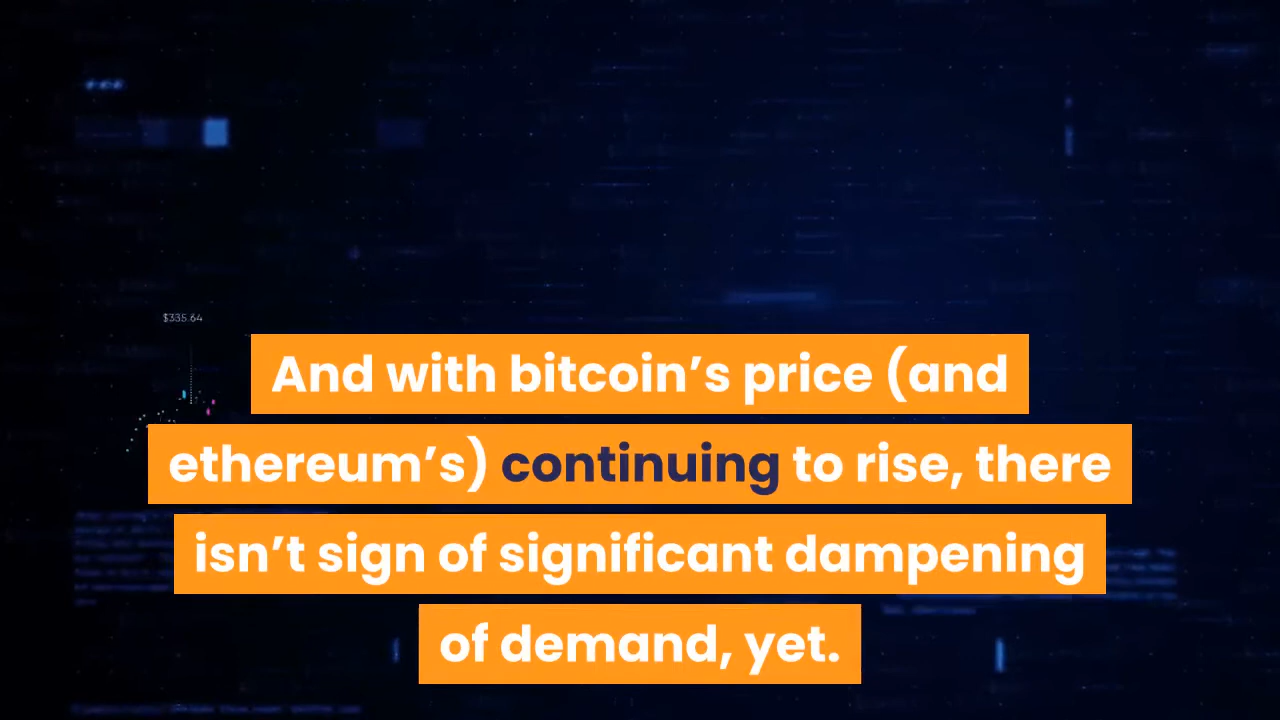 $335.64
And with bitcoin’s price (and
ethereum’s) continuing to rise, there
isn’t sign of significant dampening
of demand, yet.